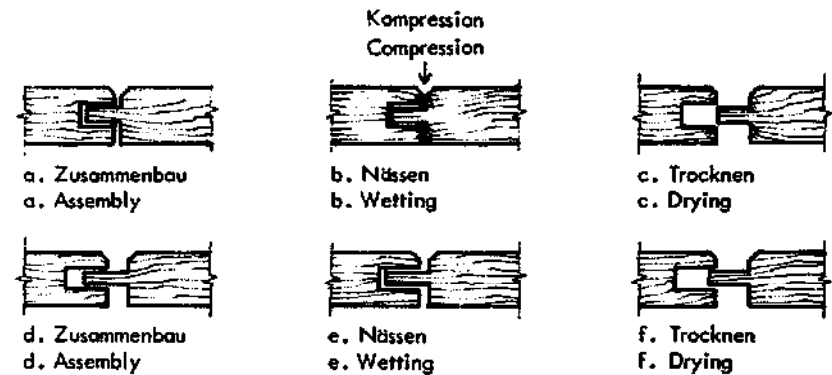 Kompression
Compression
a. Zusammenbau
a. Assembly
b. Nässen
b. Wetting
c. Trocknen
c. Drying
d. Zusammenbau
d. Assembly
e. Nässen
e. Wetting
f. Trocknen
f. Drying